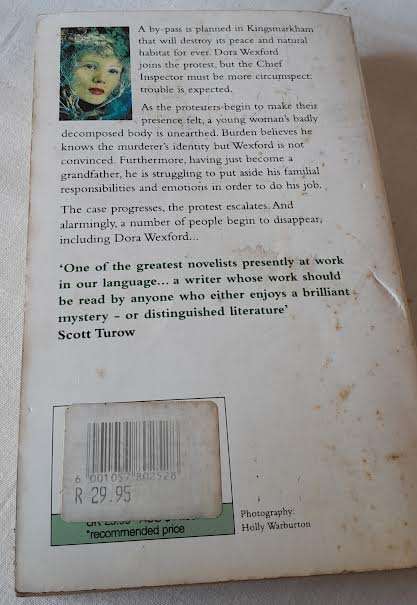 A by-pass is planned in Kingsmarkham
that will destroy its peace and natural
habitat for ever. Dora Wexford
joins the protest, but the Chief
Inspector must be more circumspect:
trouble is expected.
As the protesters begin to make their
presence felt, a young woman's badly
decomposed body is unearthed. Burden believes he
knows the murderer's identity but Wexford is not
convinced. Furthermore, having just become a
grandfather, he is struggling to put aside his familial
responsibilities and emotions in order to do his job.
The case progresses, the protest escalates. And
alarmingly, a number of people begin to disappear,
including Dora Wexford...
'One of the greatest novelists presently at work
in our language... a writer whose work should
be read by anyone who either enjoys a brilliant
mystery – or distinguished literature'
Scott Turow
6 001057 802528
R 29.95
*recommended price
Photography:
Holly Warburton